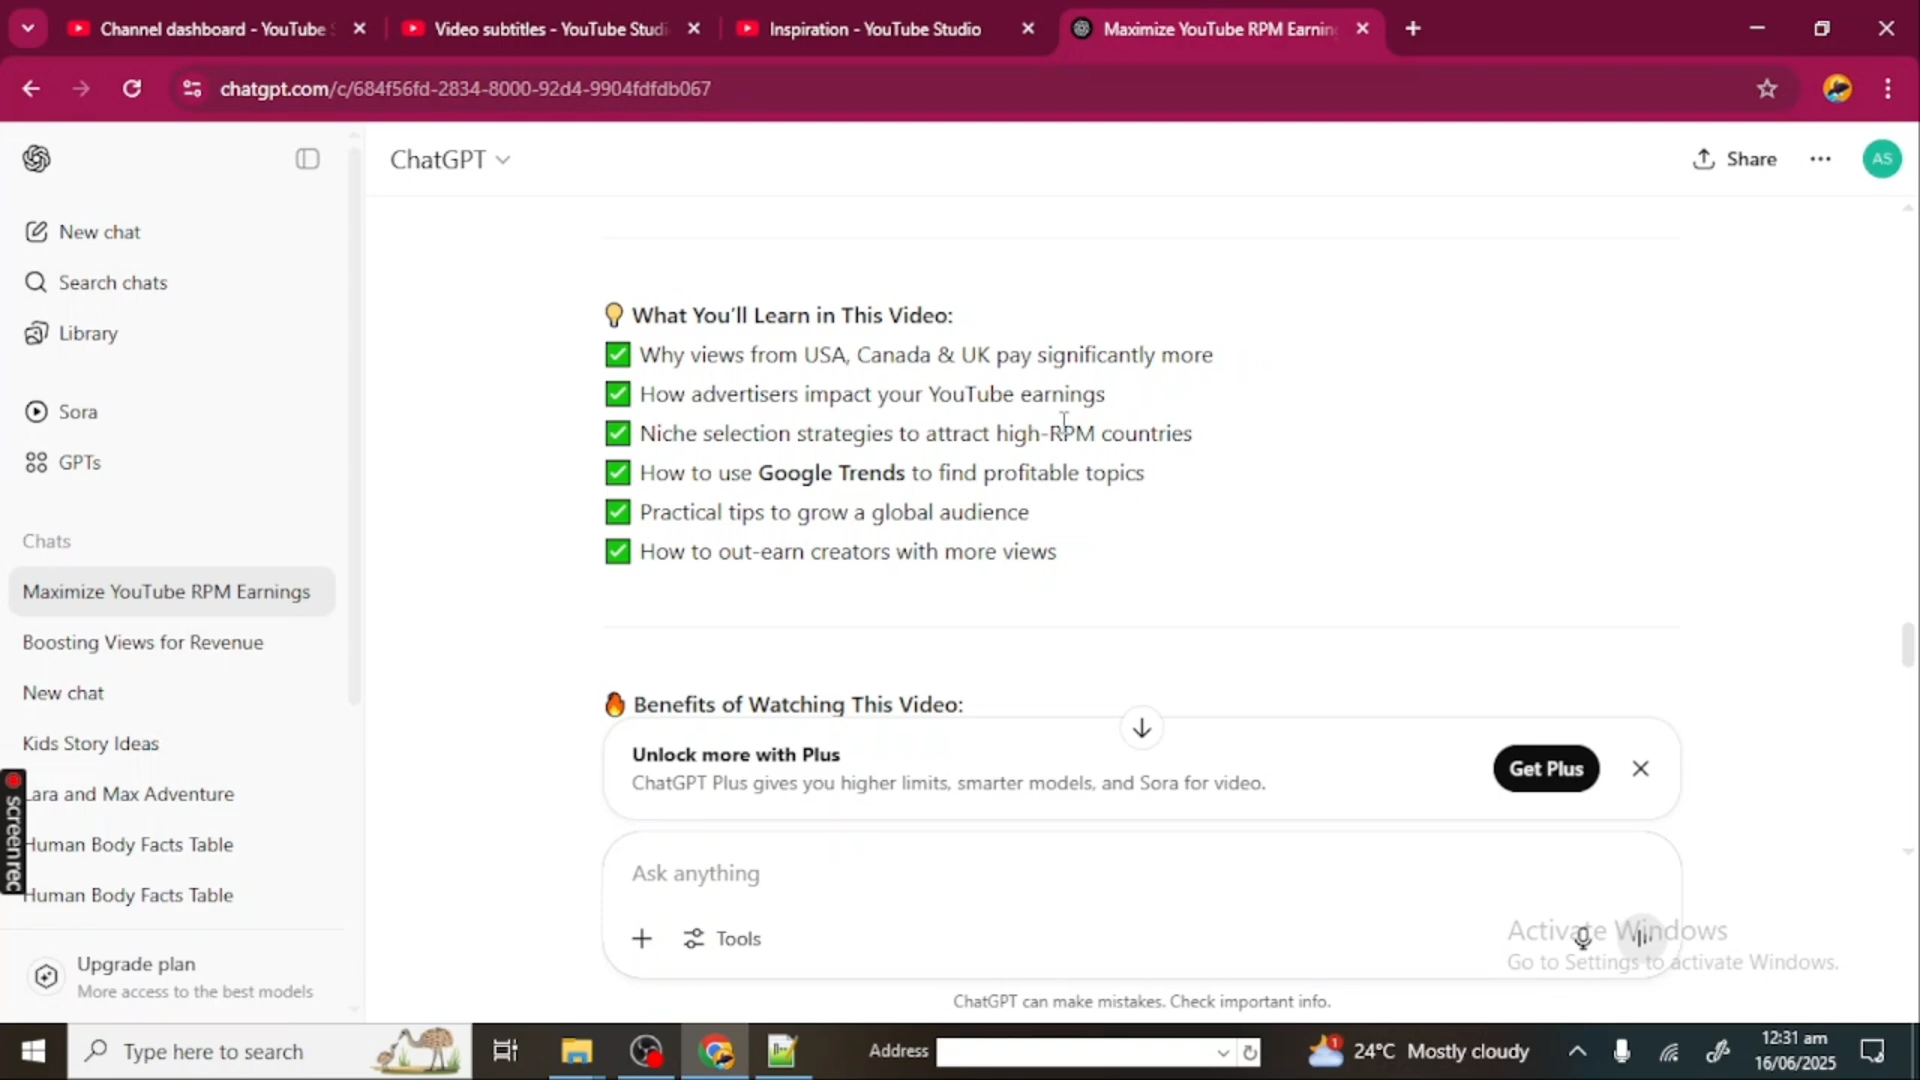 Channel dashboard - YouTube S
Video subtitles - YouTube Studi
Inspiration - YouTube Studio
Maximize YouTube RPM Earnin
chatgpt.com/c/684f56fd-2834-8000-92d4-9904fdfdb067
ChatGPT
Share
AS
New chat
Search chats
Library
Sora
GPTs
Chats
Maximize YouTube RPM Earnings
Boosting Views for Revenue
New chat
Kids Story Ideas
Lara and Max Adventure
Human Body Facts Table
Human Body Facts Table
Upgrade plan
More access to the best models
screenrec
💡 What You'll Learn in This Video:
✅ Why views from USA, Canada & UK pay significantly more
✅ How advertisers impact your YouTube earnings
✅ Niche selection strategies to attract high-RPM countries
✅ How to use Google Trends to find profitable topics
✅ Practical tips to grow a global audience
✅ How to out-earn creators with more views
🔥 Benefits of Watching This Video:
Unlock more with Plus
ChatGPT Plus gives you higher limits, smarter models, and Sora for video.
Get Plus
Ask anything
Tools
Activate Windows
Go to Settings to activate Windows.
ChatGPT can make mistakes. Check important info.
Type here to search
Address
1
24°C Mostly cloudy
12:31 am
16/06/2025